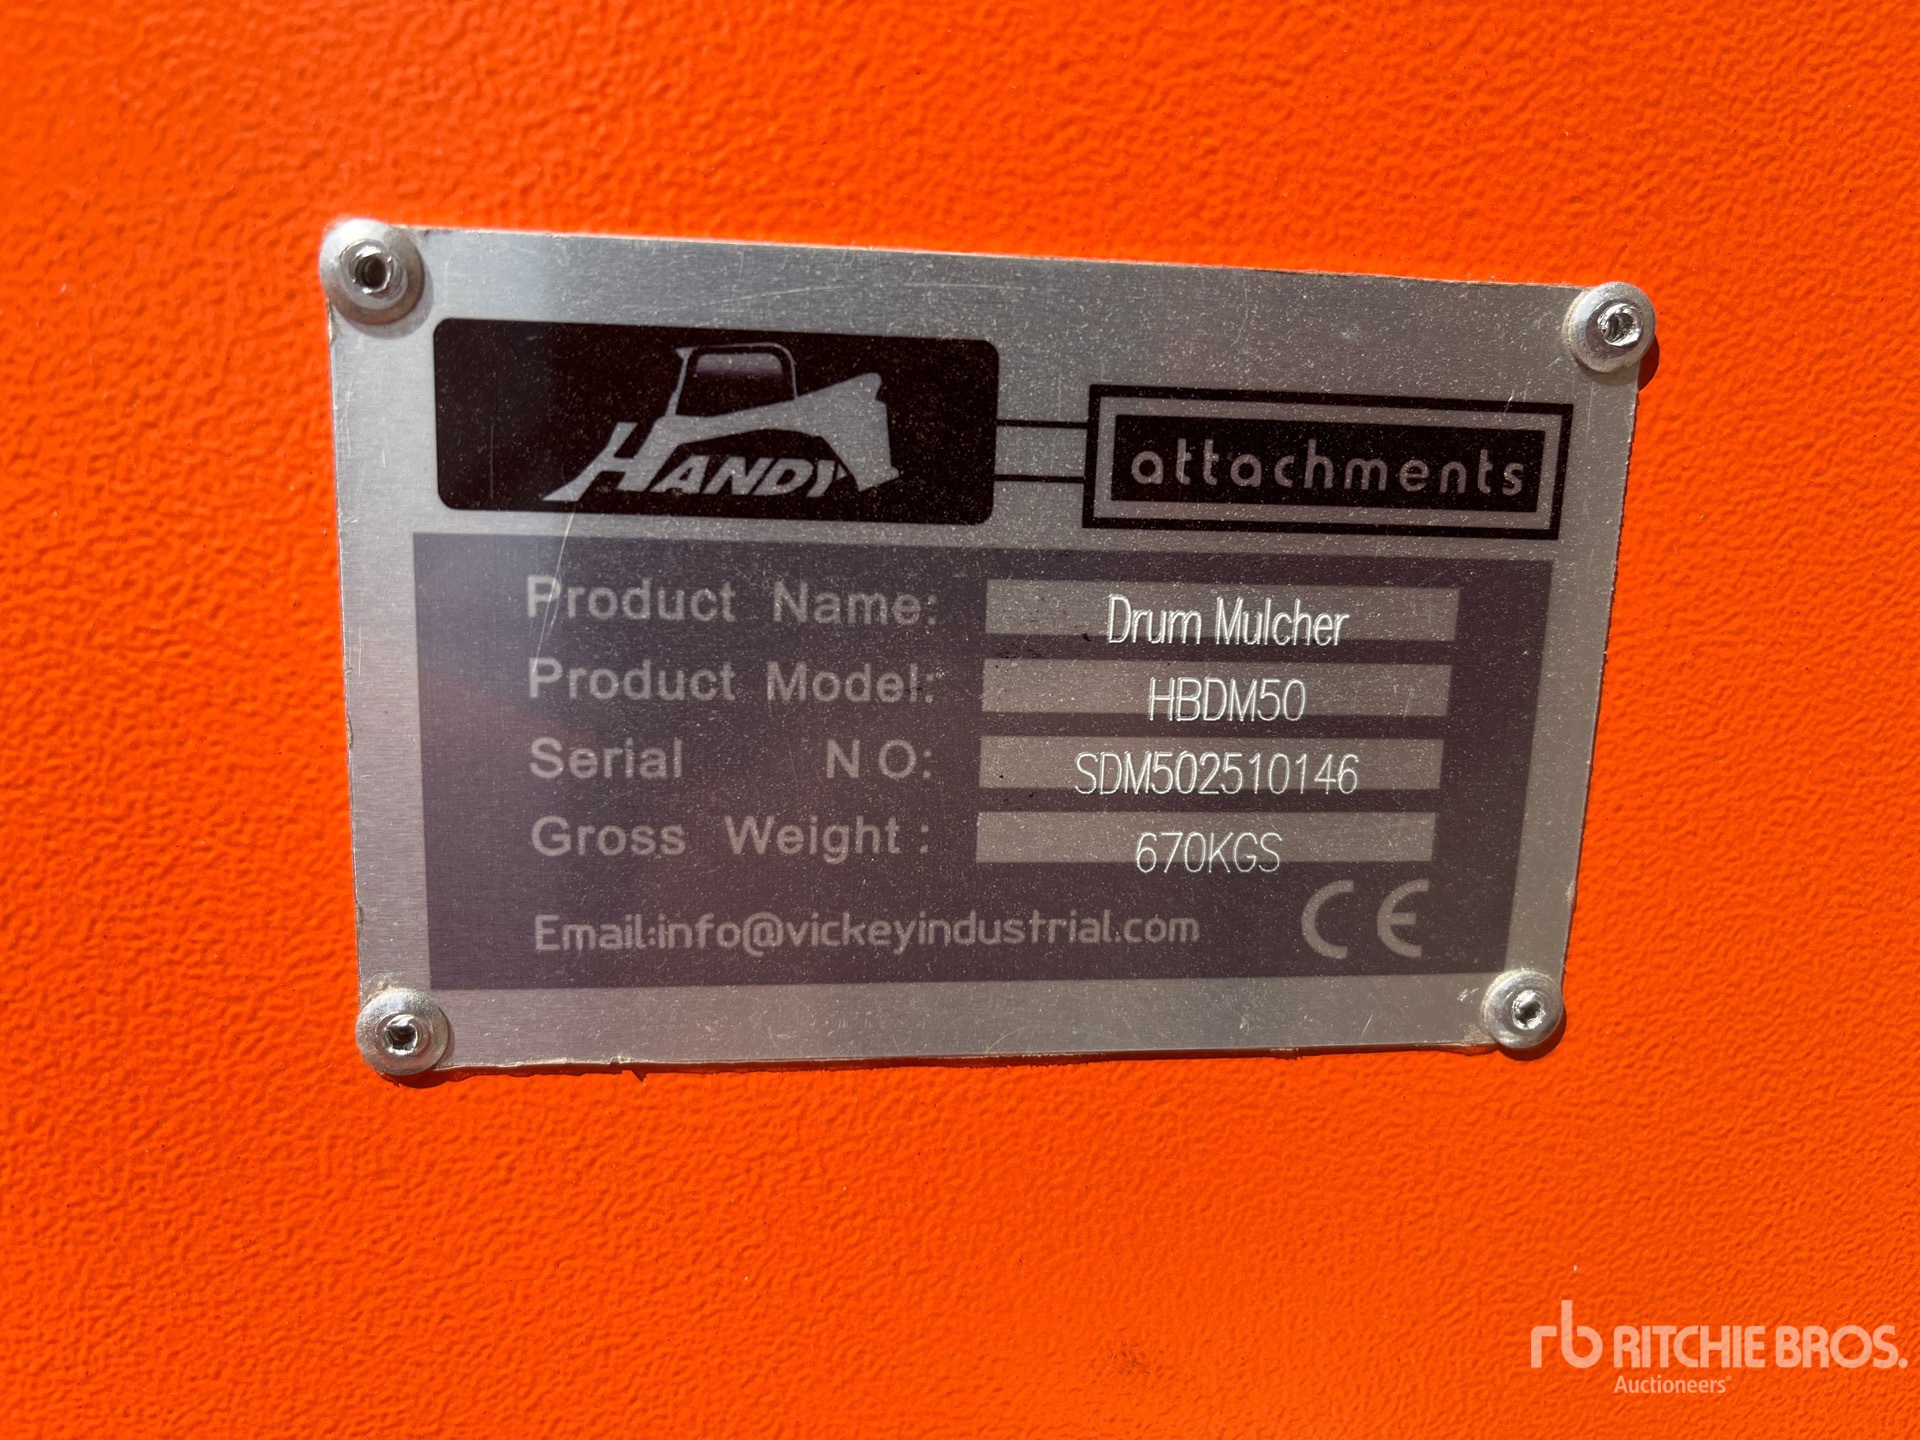 HANDY
attachments
Product Name: Drum Mulcher
Product Model: HBDM50
Serial NO: SDM502510146
Gross Weight: 670KGS
Email:info@vickeyindustrial.com CE
rb RITCHIE BROS.
Auctioneers